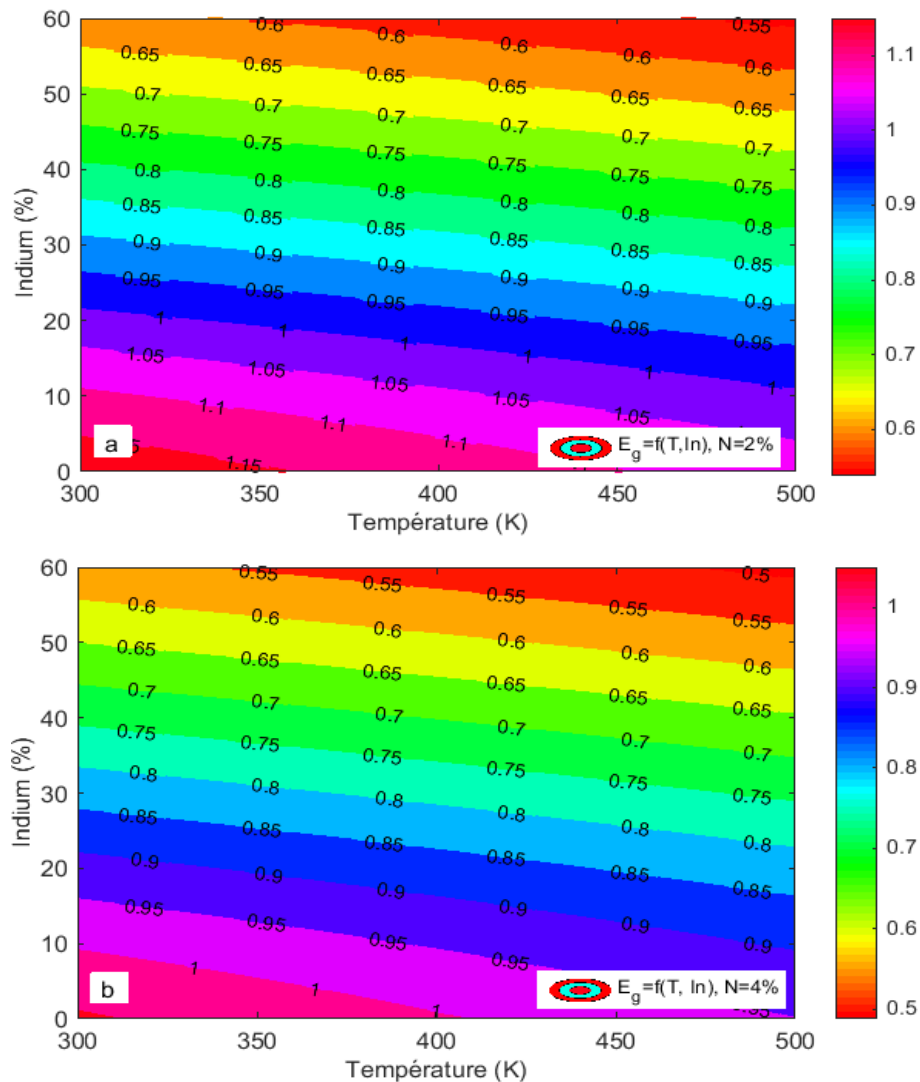 60
50
40
30
20
10
0
Indium (%)
0.6 0.6 0.6 0.55 0.6
0.65 0.65 0.65 0.65 0.65 0.65
0.7 0.7 0.7 0.7 0.7 0.7
0.75 0.75 0.75 0.75 0.75 0.75
0.8 0.8 0.8 0.8 0.8 0.8
0.85 0.85 0.85 0.85 0.85 0.85
0.9 0.9 0.9 0.9 0.9 0.9
0.95 0.95 0.95 0.95 0.95 0.95
1 1 1 1 1 1
1.05 1.05 1.05 1.05 1.05
1.1 1.1 1.1
1.15
a
E_g=f(T,In), N=2%
300 350 400 450 500
Température (K)
1.1
1
0.9
0.8
0.7
0.6
60
50
40
30
20
10
0
Indium (%)
0.55 0.55 0.55 0.5 0.55
0.6 0.6 0.6 0.6 0.6 0.6
0.65 0.65 0.65 0.65 0.65 0.65
0.7 0.7 0.7 0.7 0.7 0.7
0.75 0.75 0.75 0.75 0.75 0.75
0.8 0.8 0.8 0.8 0.8 0.8
0.85 0.85 0.85 0.85 0.85 0.85
0.9 0.9 0.9 0.9 0.9 0.9
0.95 0.95 0.95 0.95 0.95
1 1 1
b
E_g=f(T, In), N=4%
300 350 400 450 500
Température (K)
1
0.9
0.8
0.7
0.6
0.5